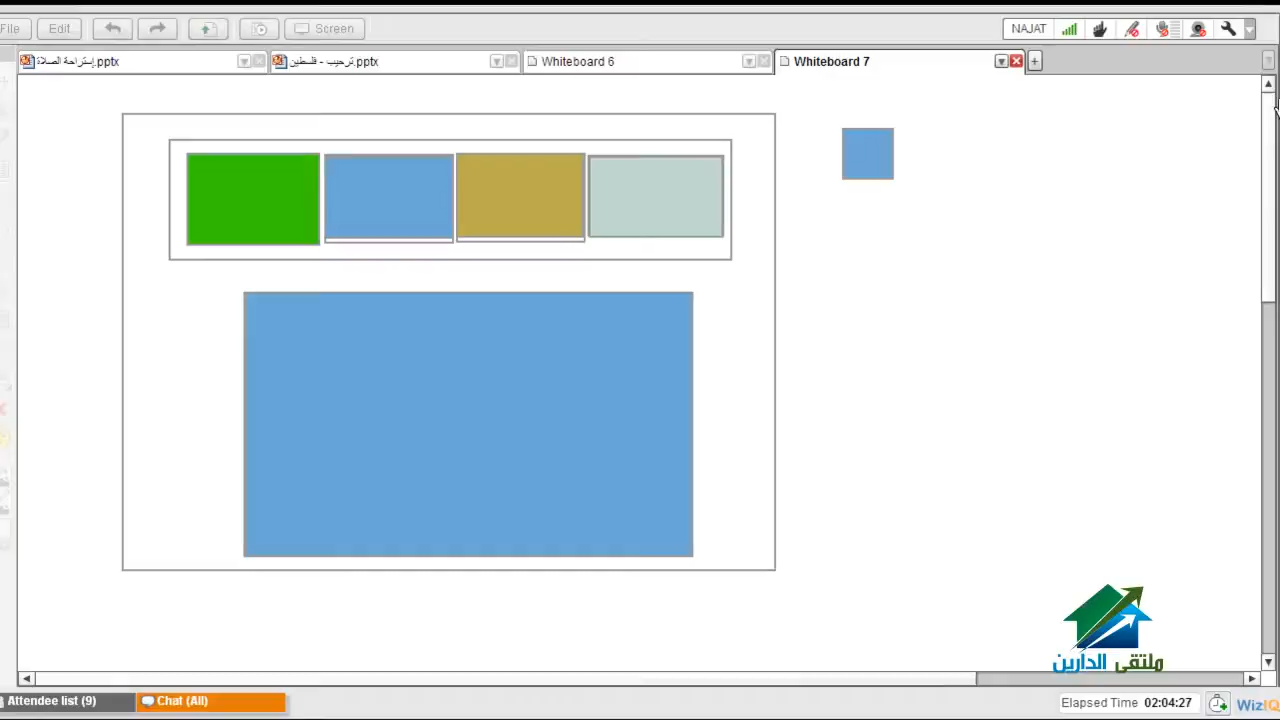 File Edit Screen NAJAT
إستراحة الصلاة.pptx ترحيب - فلسطين.pptx Whiteboard 6 Whiteboard 7
ملتقى الدارين
Attendee list (9) Chat (All) Elapsed Time 02:04:27 WizIQ